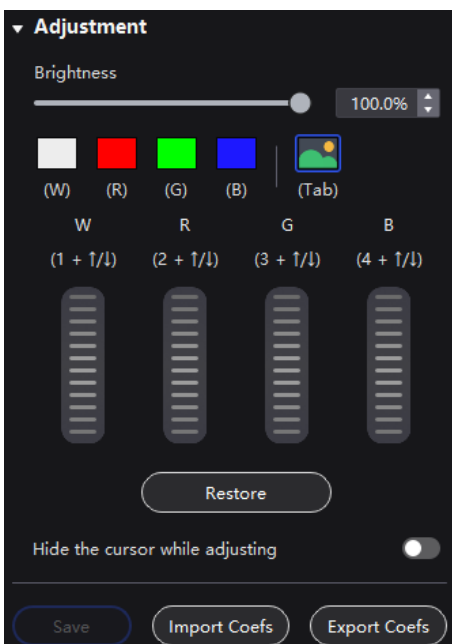 Adjustment
Brightness
100.0%
(W) (R) (G) (B) (Tab)
W R G B
(1 + ↑/↓) (2 + ↑/↓) (3 + ↑/↓) (4 + ↑/↓)
Restore
Hide the cursor while adjusting
Save Import Coefs Export Coefs